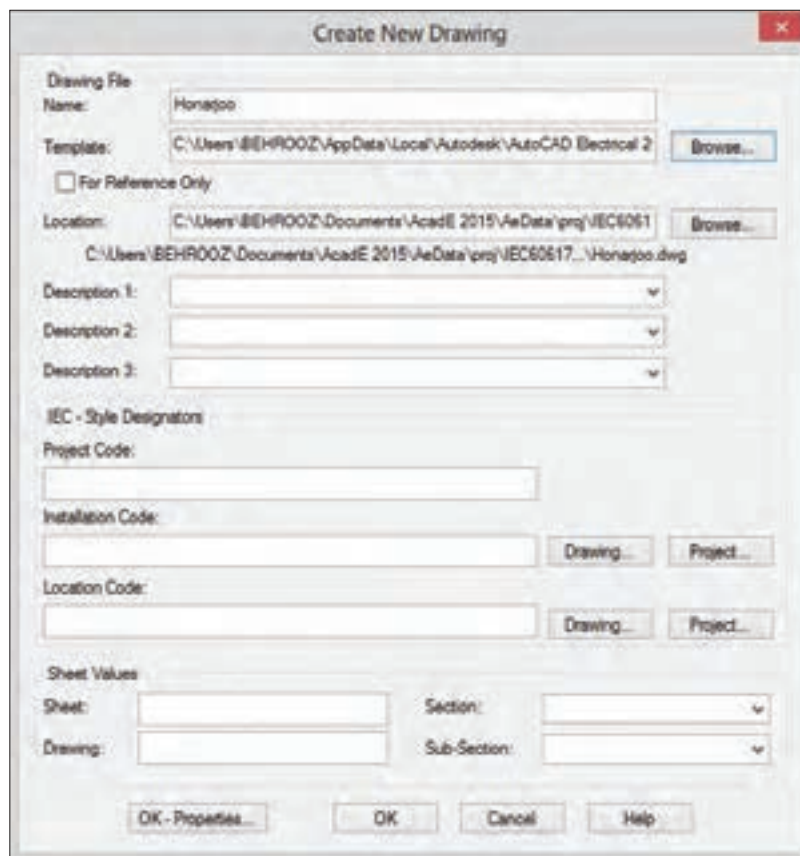 Create New Drawing
Drawing File
Name: Honarjoo
Template: C:\Users\BEHROOZ\AppData\Local\Autodesk\AutoCAD Electrical 2 Browse...
For Reference Only
Location: C:\Users\BEHROOZ\Documents\AcadE 2015\AeData\proj\IEC6061 Browse...
C:\Users\BEHROOZ\Documents\AcadE 2015\AeData\proj\IEC60617...\Honarjoo.dwg
Description 1:
Description 2:
Description 3:
IEC - Style Designators
Project Code:
Installation Code:
Drawing... Project...
Location Code:
Drawing... Project...
Sheet Values
Sheet: Section:
Drawing: Sub-Section:
OK - Properties... OK Cancel Help